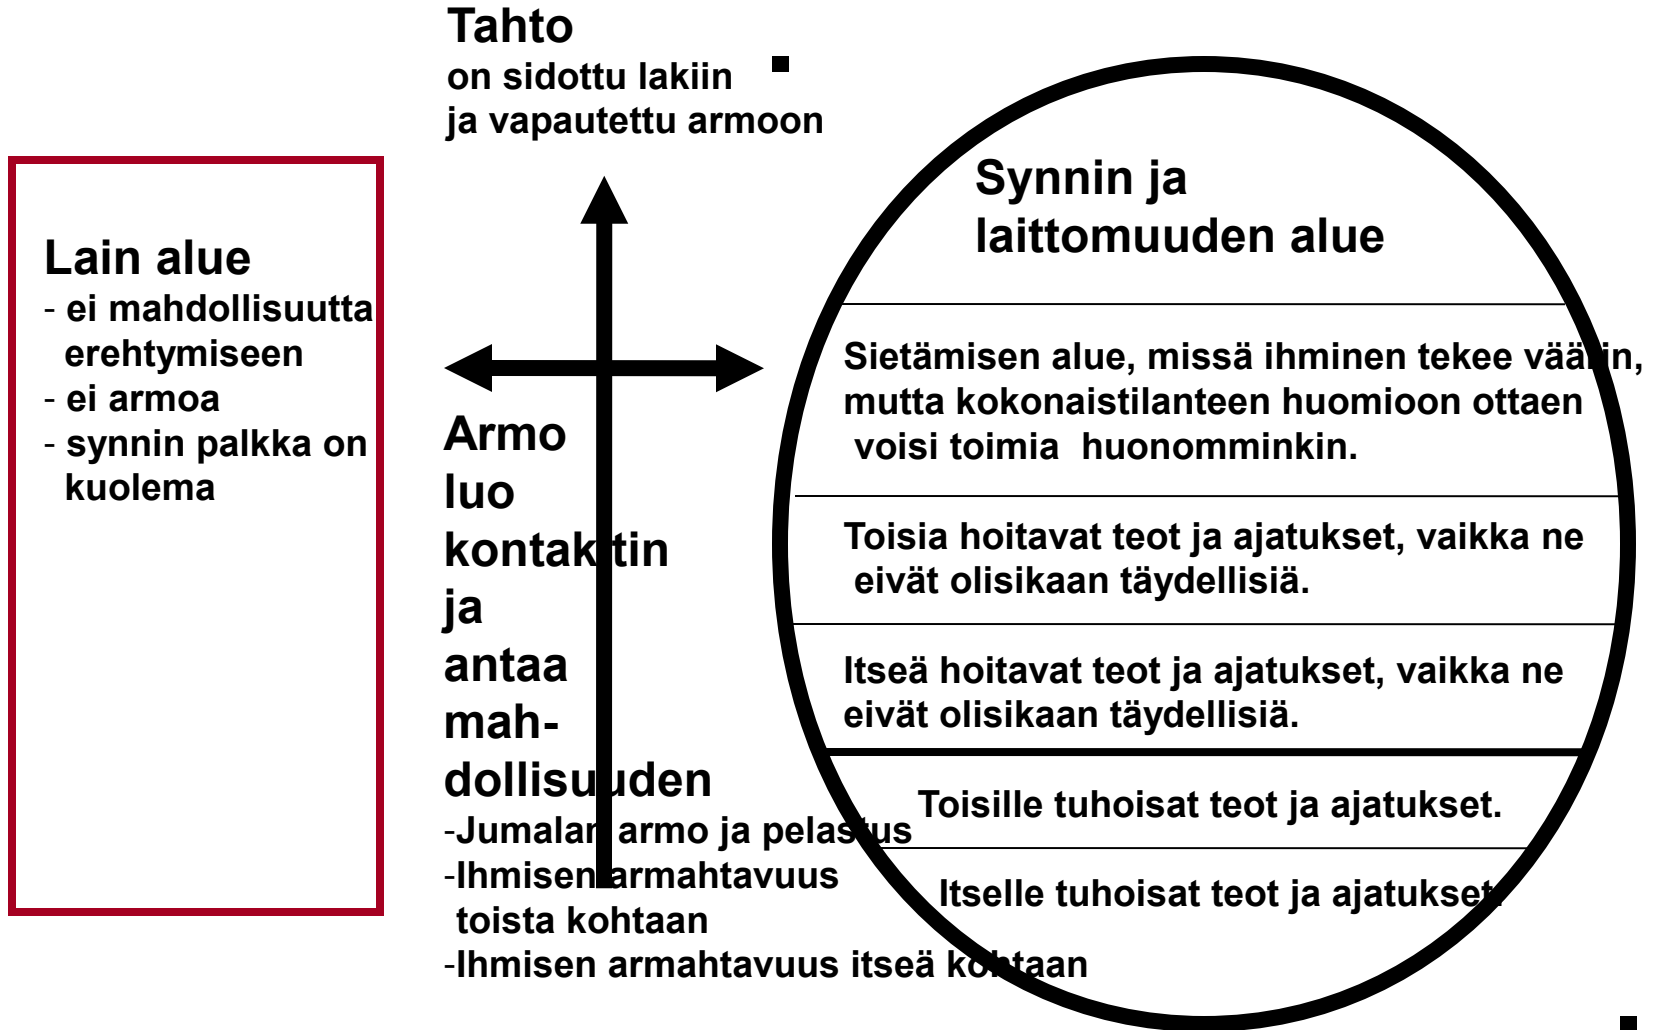 Tahto
on sidottu lakiin
ja vapautettu armoon
Lain alue
- ei mahdollisuutta
erehtymiseen
- ei armoa
- synnin palkka on
kuolema
Armo
luo
kontaktin
ja
antaa
mah-
dollisuuden
-Jumalan armo ja pelastus
-Ihmisen armahtavuus
toista kohtaan
-Ihmisen armahtavuus itseä kohtaan
Synnin ja
laittomuuden alue
Sietämisen alue, missä ihminen tekee väärin,
mutta kokonaistilanteen huomioon ottaen
voisi toimia huonomminkin.
Toisia hoitavat teot ja ajatukset, vaikka ne
eivät olisikaan täydellisiä.
Itseä hoitavat teot ja ajatukset, vaikka ne
eivät olisikaan täydellisiä.
Toisille tuhoisat teot ja ajatukset.
Itselle tuhoisat teot ja ajatukset.